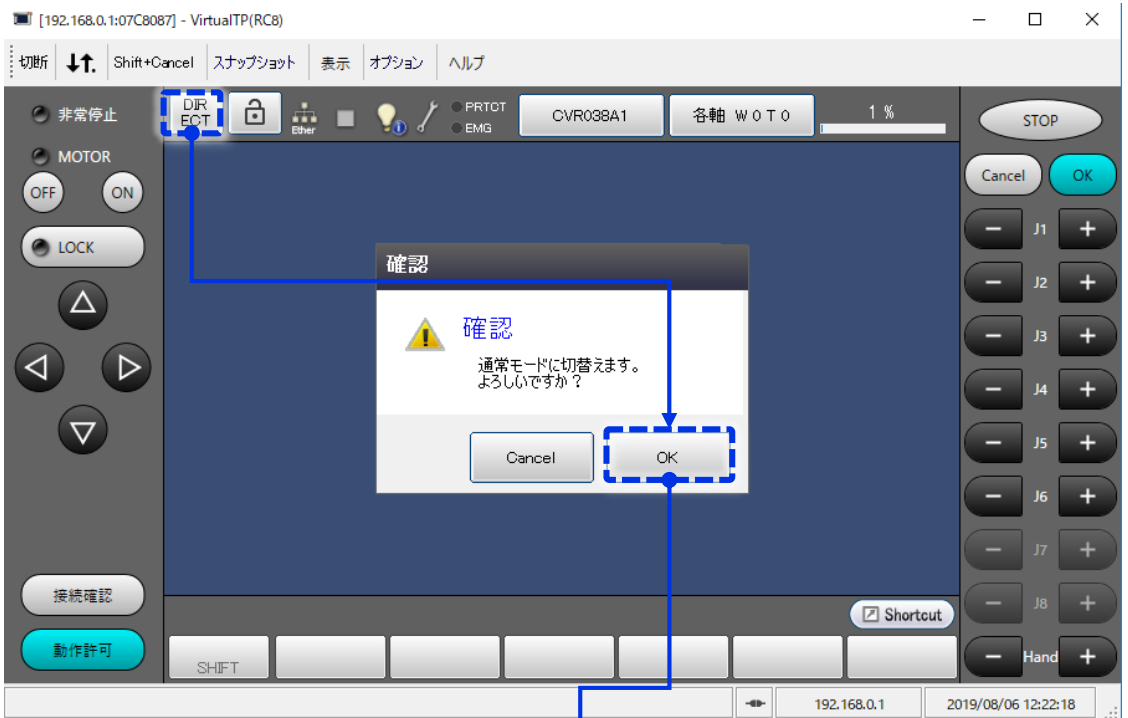 [192.168.0.1:07C8087] - VirtualTP(RC8)
切断 Shift+Cancel スナップショット 表示 オプション ヘルプ
非常停止
MOTOR
OFF ON
LOCK
接続確認
動作許可
DIR
ECT
Ether
PRTCT
EMG
CVR038A1
各軸 W0T0
1 %
確認
確認
通常モードに切替えます。
よろしいですか？
Cancel OK
Shortcut
SHIFT
STOP
Cancel OK
J1
J2
J3
J4
J5
J6
J7
J8
Hand
192.168.0.1 2019/08/06 12:22:18